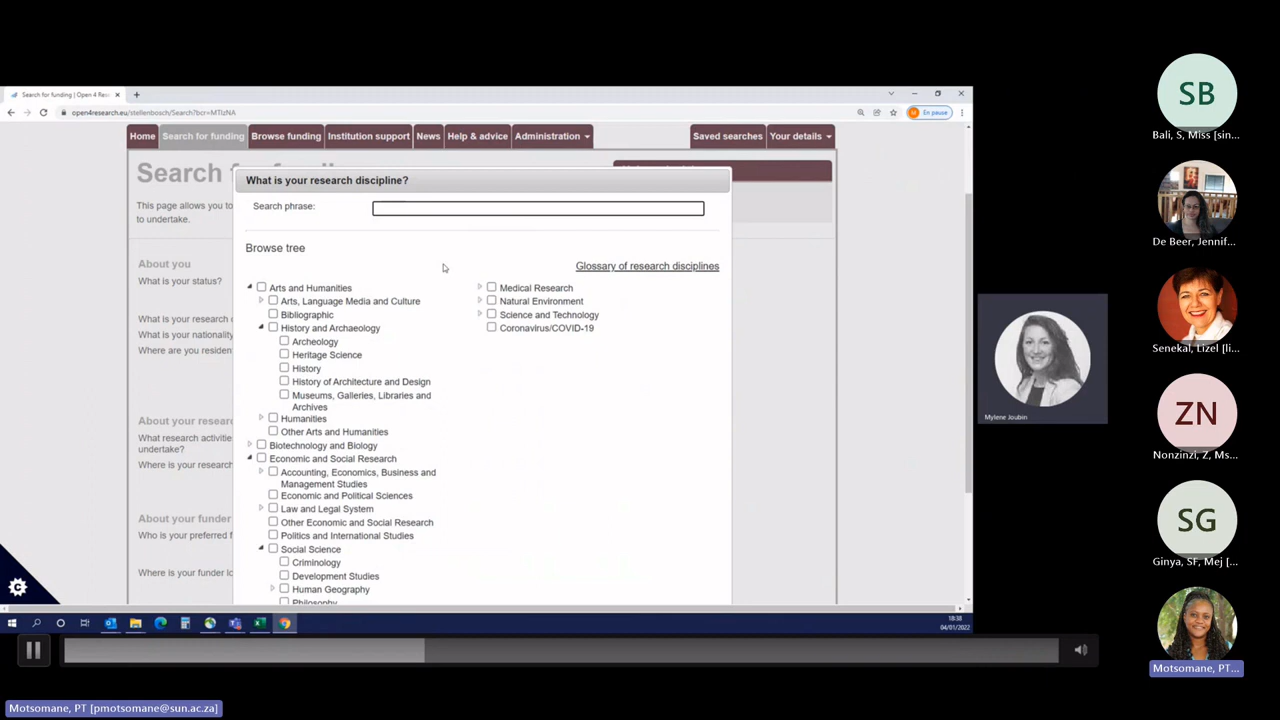 Search for funding | Open 4 Res
open4research.eu/stellenbosch/Search?bcr=MTIzNA
En pause
Home
Search for funding
Browse funding
Institution support
News
Help & advice
Administration
Saved searches
Your details
Search
This page allows you to
to undertake.
About you
What is your status?
What is your research
What is your nationality
Where are you residen
About your resear
What research activitie
undertake?
Where is your research
About your funder
Who is your preferred f
Where is your funder lo
What is your research discipline?
Search phrase:
Browse tree
Glossary of research disciplines
Arts and Humanities
Arts, Language Media and Culture
Bibliographic
History and Archaeology
Archeology
Heritage Science
History
History of Architecture and Design
Museums, Galleries, Libraries and
Archives
Humanities
Other Arts and Humanities
Biotechnology and Biology
Economic and Social Research
Accounting, Economics, Business and
Management Studies
Economic and Political Sciences
Law and Legal System
Other Economic and Social Research
Politics and International Studies
Social Science
Criminology
Development Studies
Human Geography
Philosophy
Medical Research
Natural Environment
Science and Technology
Coronavirus/COVID-19
18:38
04/01/2022
Mylene Joubin
SB
Bali, S, Miss [sin...
De Beer, Jennif...
Senekal, Lizel [li...
ZN
Nonzinzi, Z, Ms...
SG
Ginya, SF, Mej [...
Motsomane, PT...
Motsomane, PT [pmotsomane@sun.ac.za]